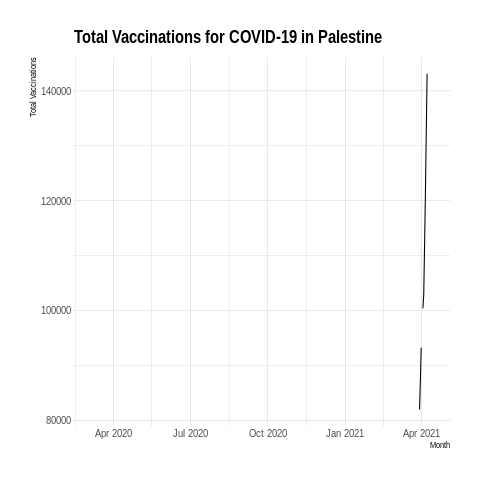 Total Vaccinations for COVID-19 in Palestine
Total Vaccinations
140000
120000
100000
80000
Apr 2020 Jul 2020 Oct 2020 Jan 2021 Apr 2021
Month